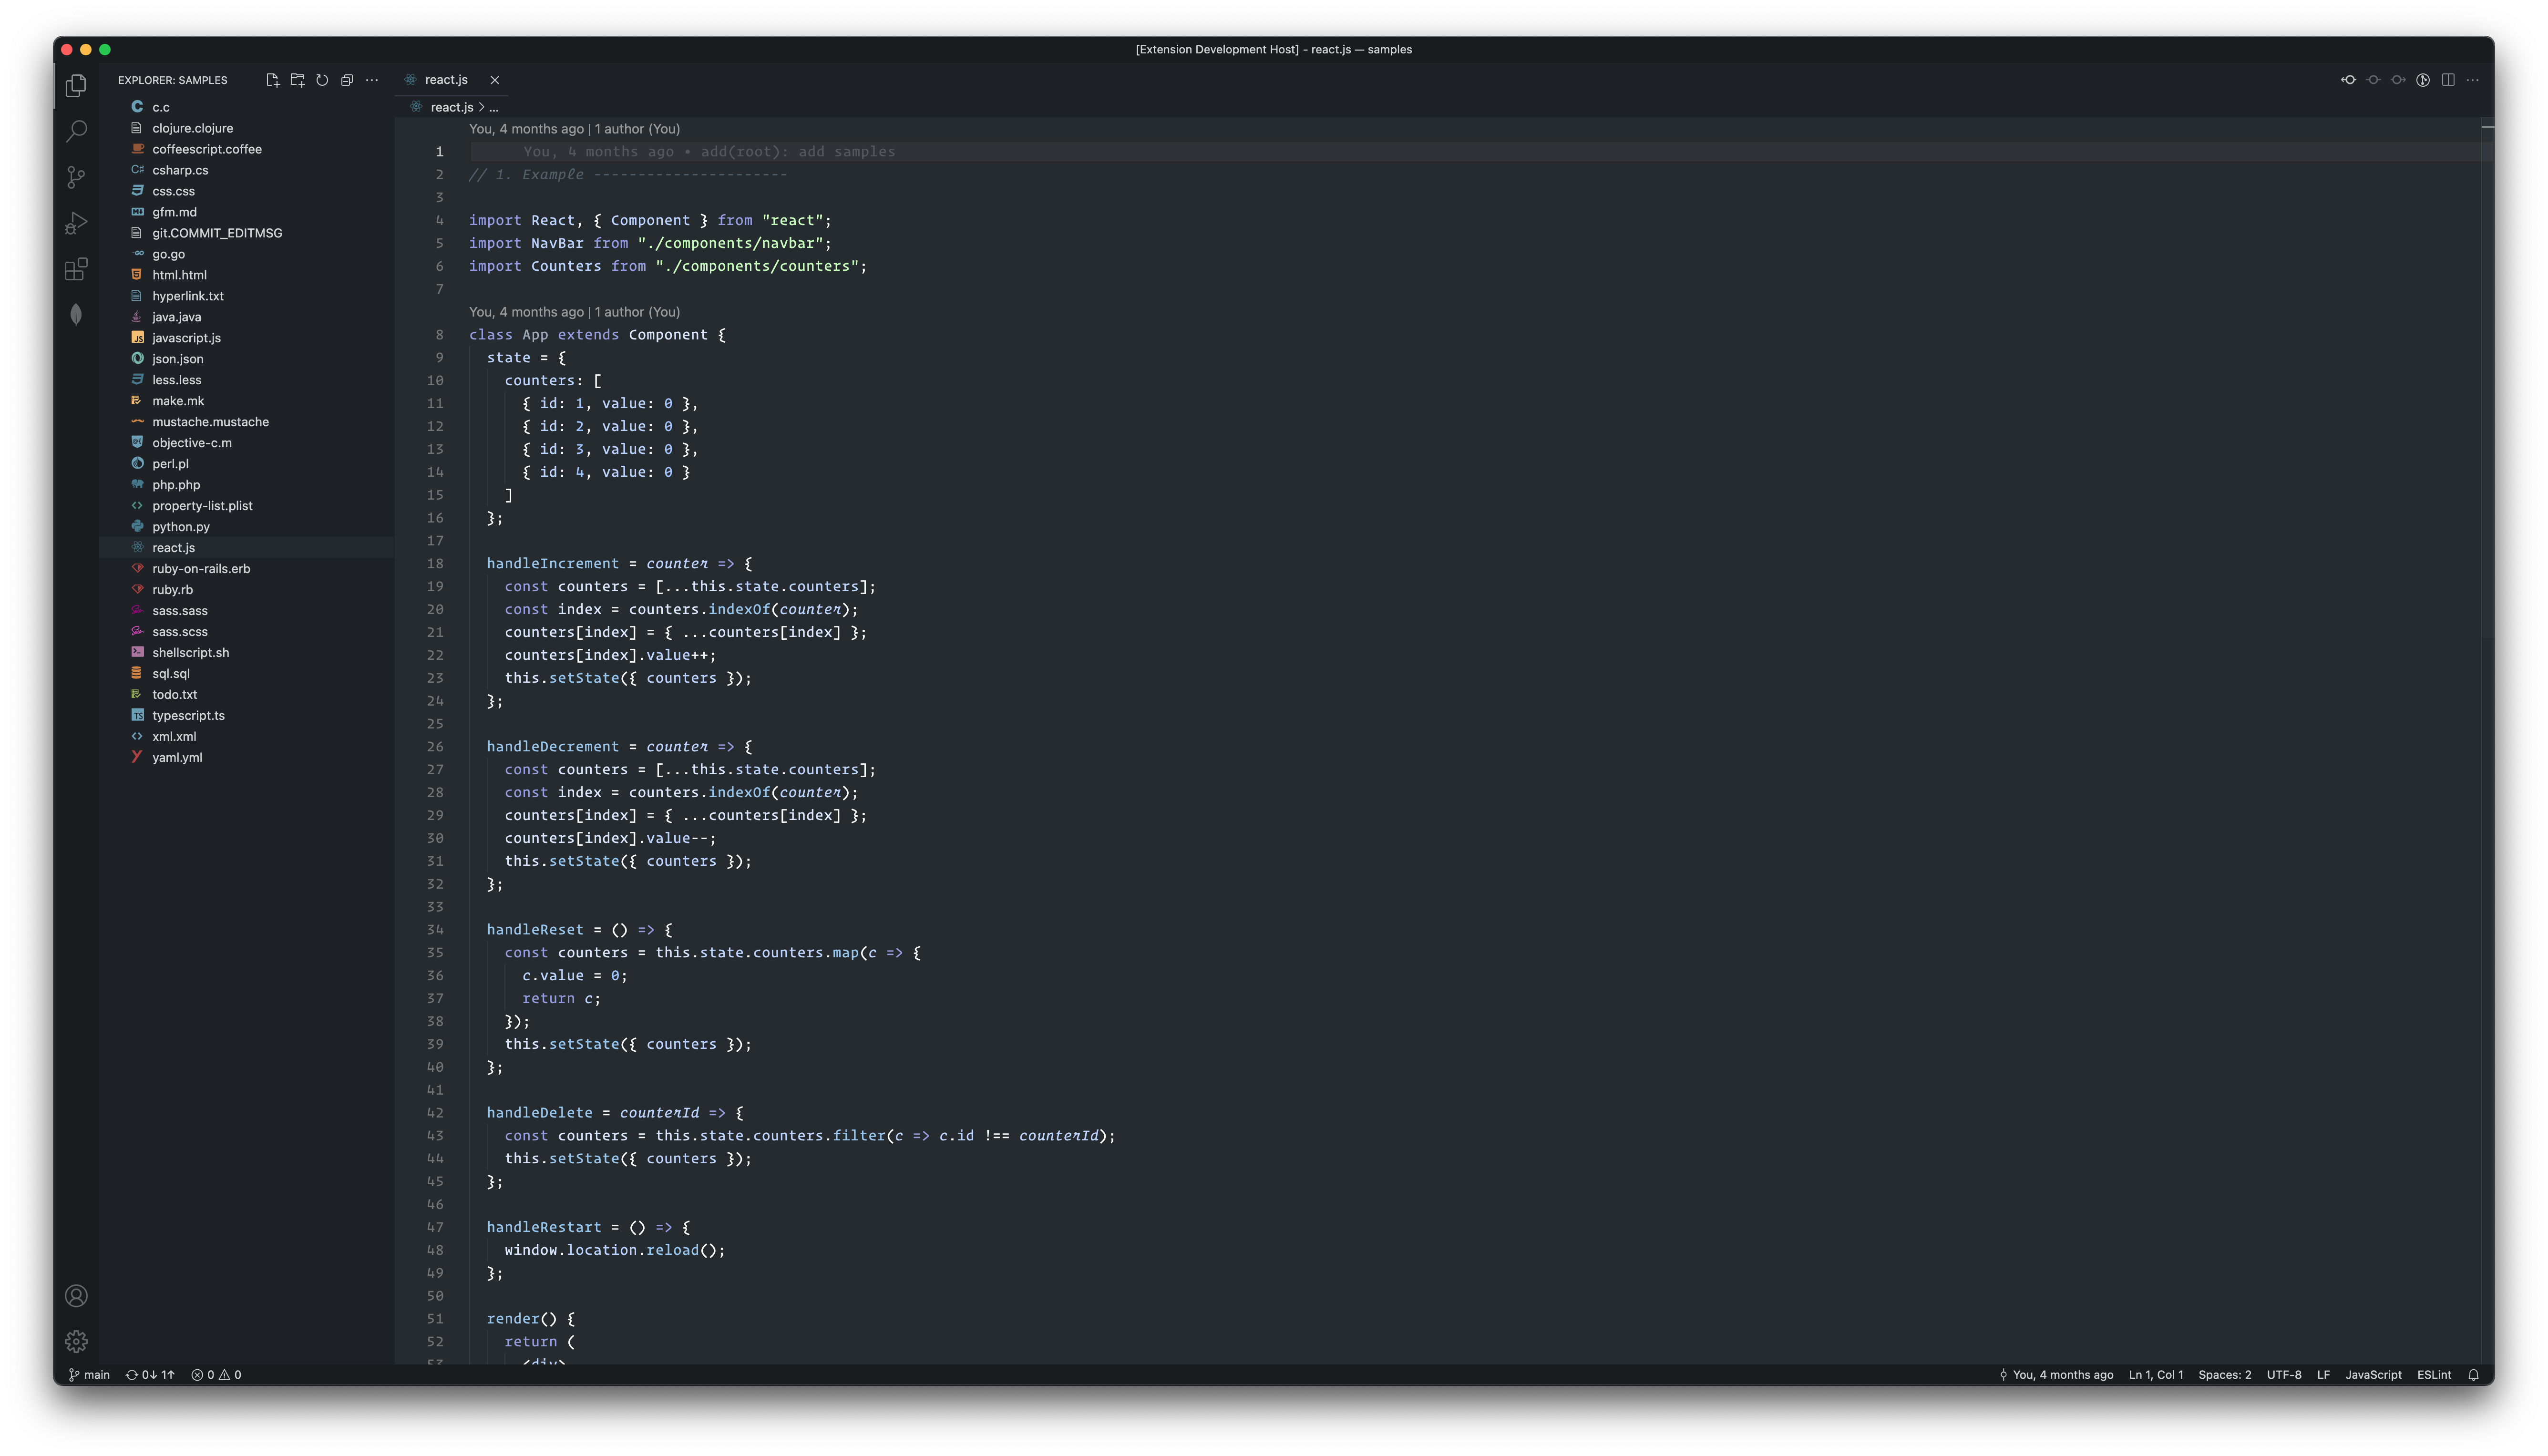 [Extension Development Host] - react.js — samples
EXPLORER: SAMPLES
c.c
clojure.clojure
coffeescript.coffee
csharp.cs
css.css
gfm.md
git.COMMIT_EDITMSG
go.go
html.html
hyperlink.txt
java.java
javascript.js
json.json
less.less
make.mk
mustache.mustache
objective-c.m
perl.pl
php.php
property-list.plist
python.py
react.js
ruby-on-rails.erb
ruby.rb
sass.sass
sass.scss
shellscript.sh
sql.sql
todo.txt
typescript.ts
xml.xml
yaml.yml
react.js
react.js > ...
You, 4 months ago | 1 author (You)
1 You, 4 months ago • add(root): add samples
2 // 1. Example ----------------------
3
4 import React, { Component } from "react";
5 import NavBar from "./components/navbar";
6 import Counters from "./components/counters";
7
You, 4 months ago | 1 author (You)
8 class App extends Component {
9 state = {
10 counters: [
11 { id: 1, value: 0 },
12 { id: 2, value: 0 },
13 { id: 3, value: 0 },
14 { id: 4, value: 0 }
15 ]
16 };
17
18 handleIncrement = counter => {
19 const counters = [...this.state.counters];
20 const index = counters.indexOf(counter);
21 counters[index] = { ...counters[index] };
22 counters[index].value++;
23 this.setState({ counters });
24 };
25
26 handleDecrement = counter => {
27 const counters = [...this.state.counters];
28 const index = counters.indexOf(counter);
29 counters[index] = { ...counters[index] };
30 counters[index].value--;
31 this.setState({ counters });
32 };
33
34 handleReset = () => {
35 const counters = this.state.counters.map(c => {
36 c.value = 0;
37 return c;
38 });
39 this.setState({ counters });
40 };
41
42 handleDelete = counterId => {
43 const counters = this.state.counters.filter(c => c.id !== counterId);
44 this.setState({ counters });
45 };
46
47 handleRestart = () => {
48 window.location.reload();
49 };
50
51 render() {
52 return (
53 <div>
main 0↓ 1↑ 0 0 You, 4 months ago Ln 1, Col 1 Spaces: 2 UTF-8 LF JavaScript ESLint